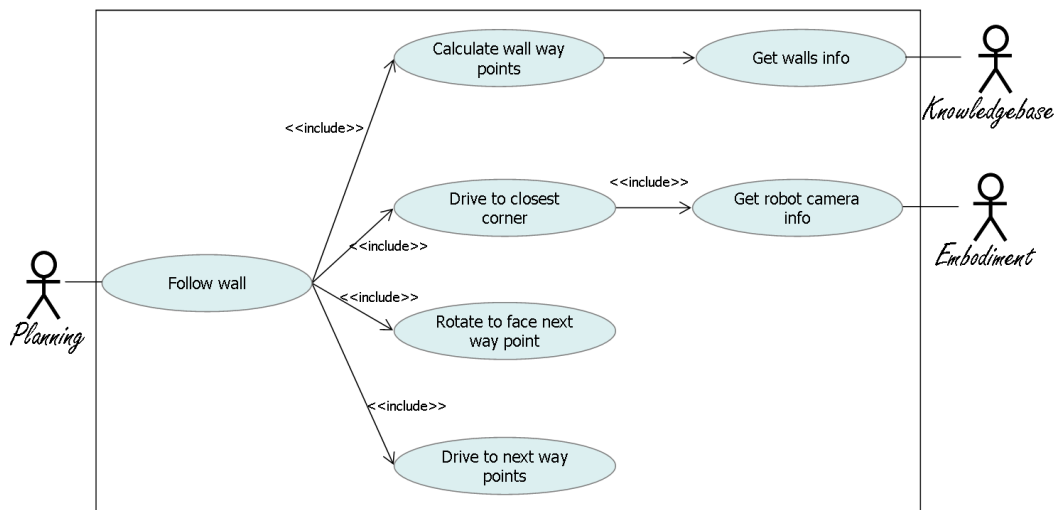 Calculate wall way
points
Get walls info
Knowledgebase
<<include>>
Drive to closest
corner
<<include>>
Get robot camera
info
Embodiment
<<include>>
Follow wall
Planning
<<include>>
Rotate to face next
way point
<<include>>
Drive to next way
points